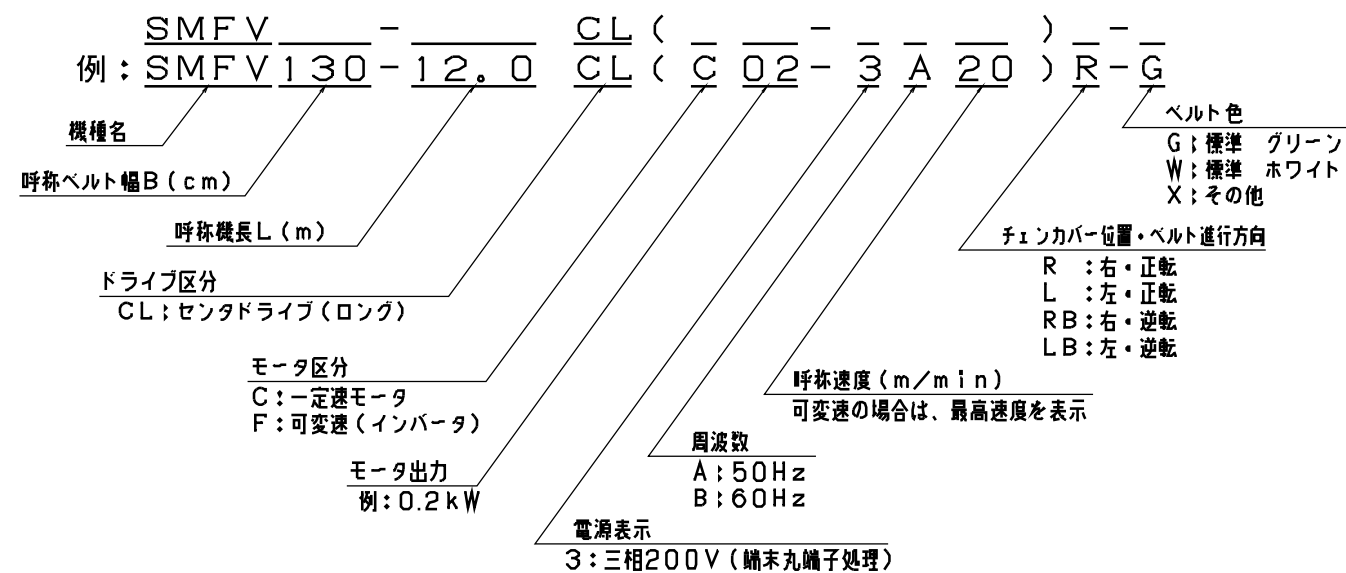 SMFV - CL( - )-
例:SMFV130-12.0 CL(C02-3A20)R-G
機種名
呼称ベルト幅B(cm)
呼称機長L(m)
ドライブ区分
CL:センタドライブ(ロング)
モータ区分
C:一定速モータ
F:可変速(インバータ)
モータ出力
例:0.2kW
電源表示
3:三相200V(端末丸端子処理)
周波数
A:50Hz
B:60Hz
呼称速度(m/min)
可変速の場合は、最高速度を表示
チェンカバー位置・ベルト進行方向
R :右・正転
L :左・正転
RB:右・逆転
LB:左・逆転
ベルト色
G:標準 グリーン
W:標準 ホワイト
X:その他